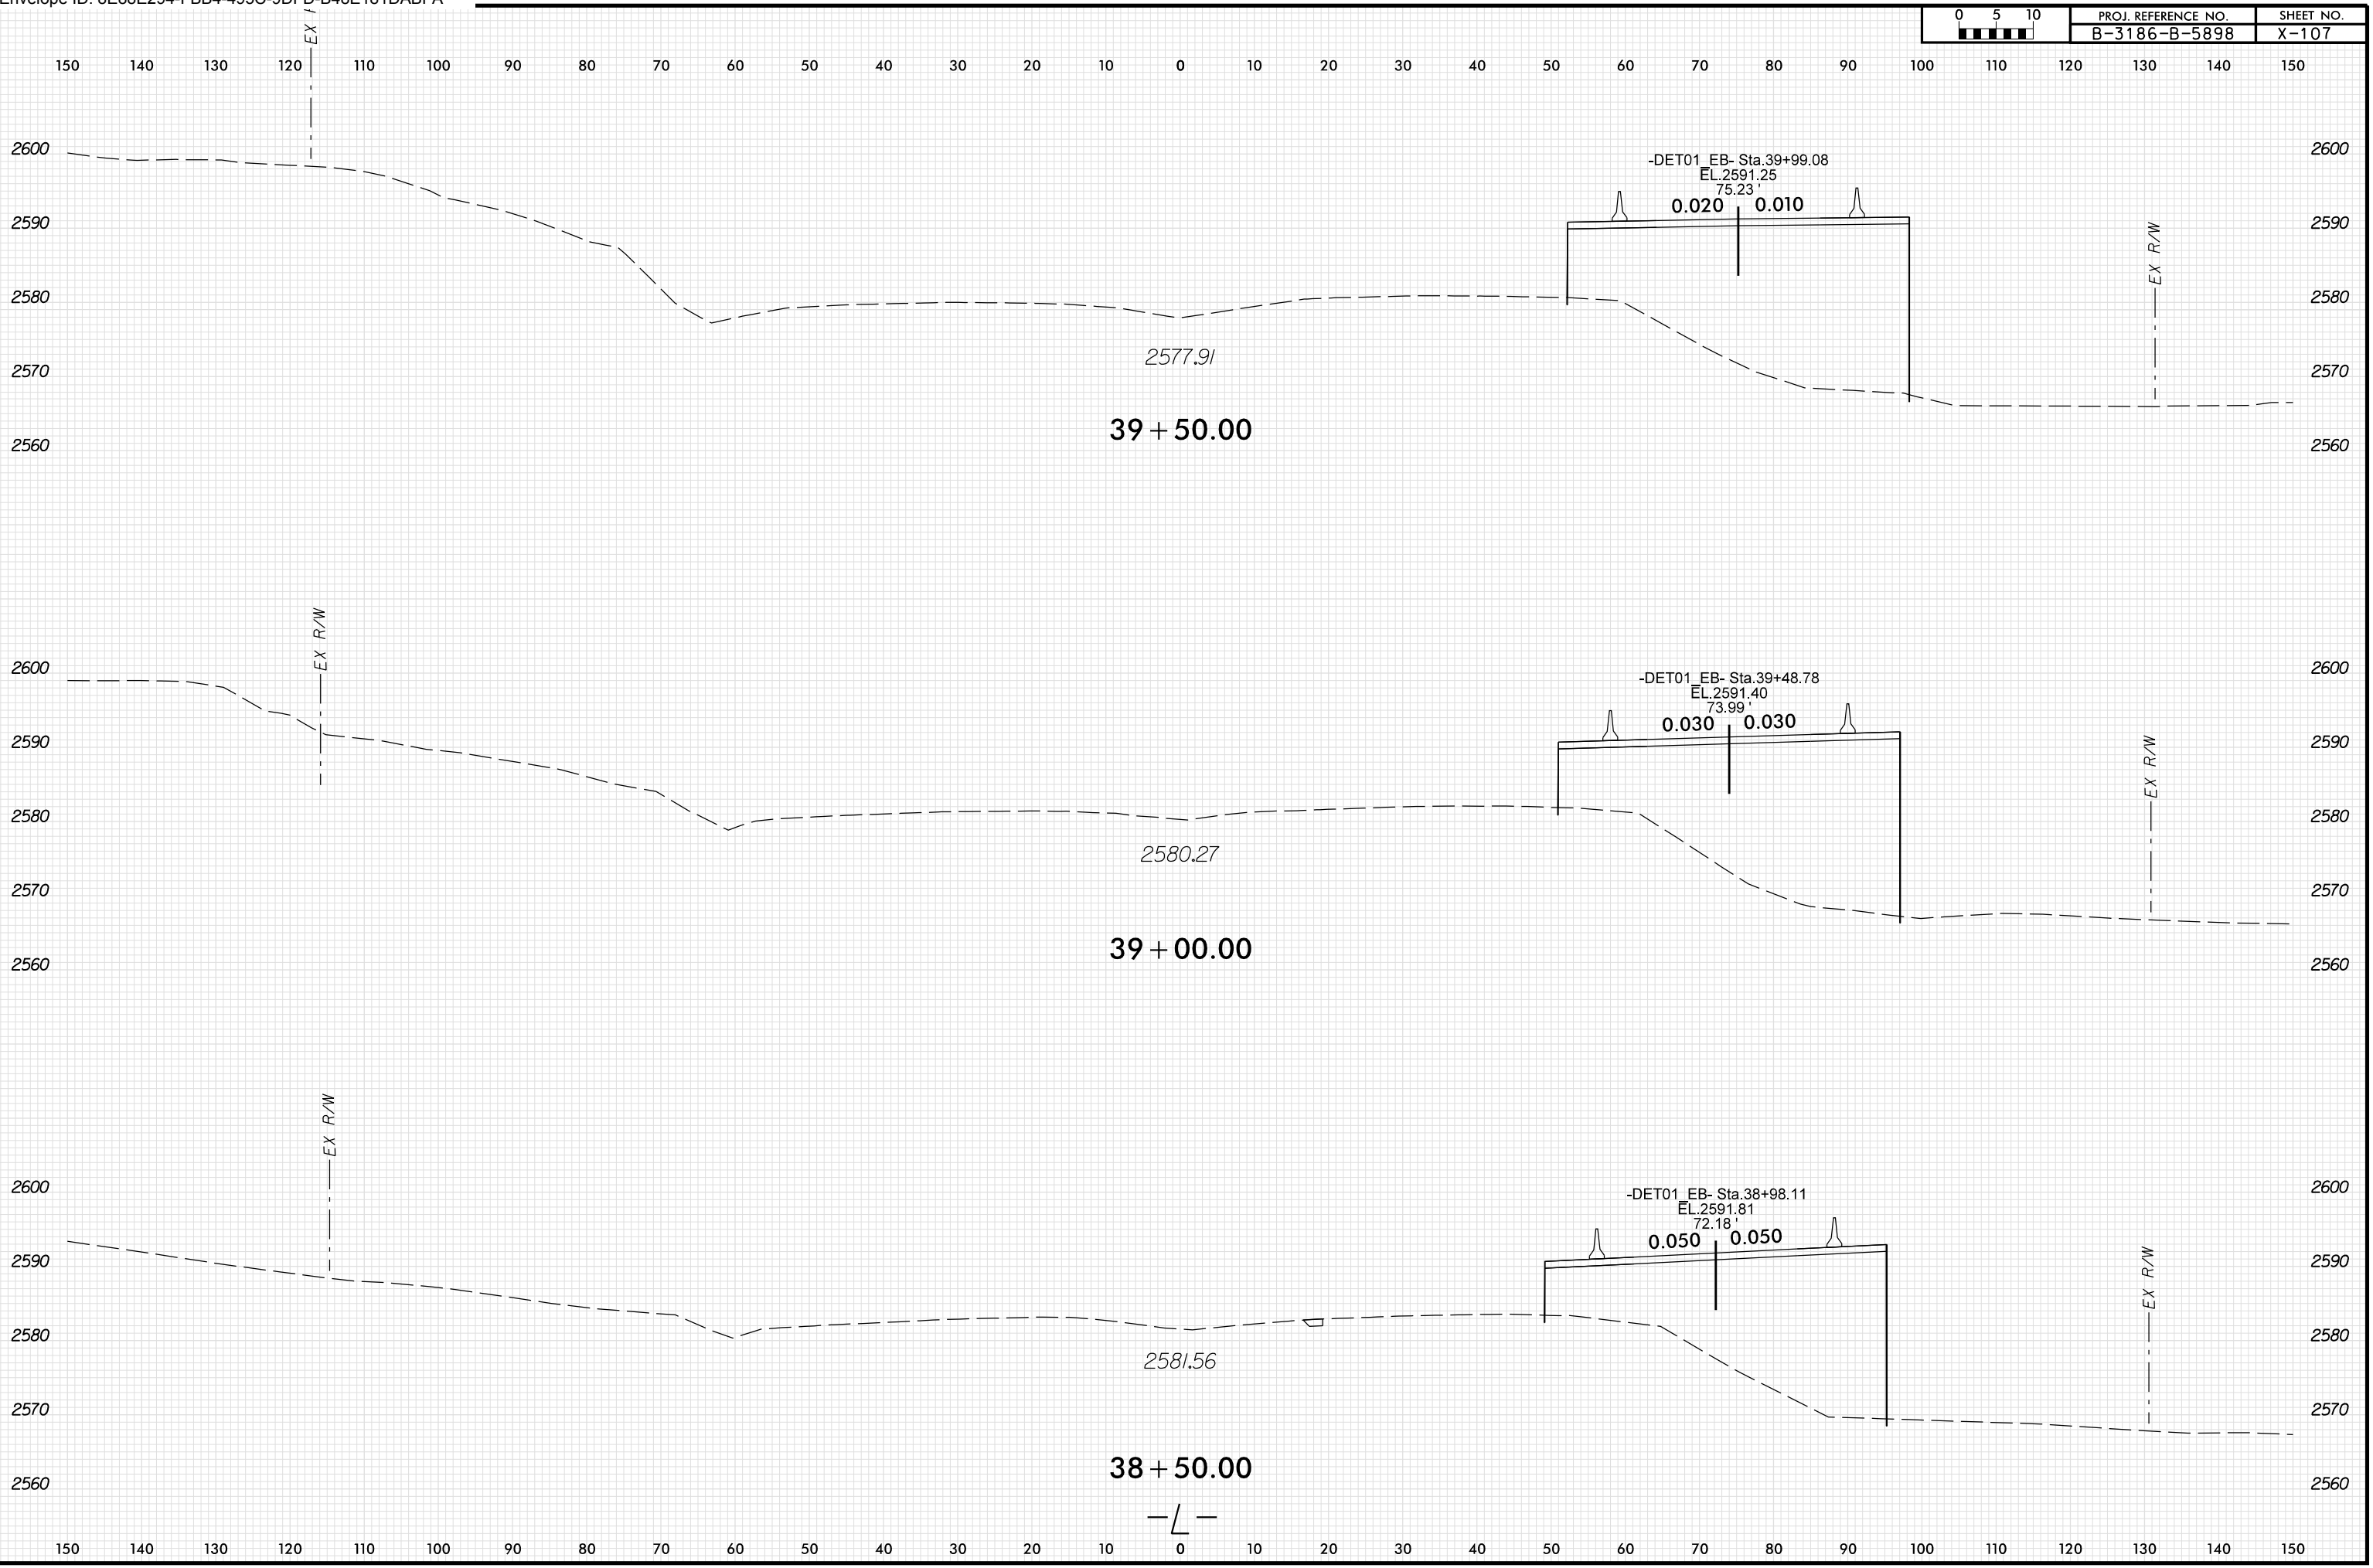 0 5 10
PROJ. REFERENCE NO. SHEET NO.
B-3186-B-5898 X-107
150 140 130 120 110 100 90 80 70 60 50 40 30 20 10 0 10 20 30 40 50 60 70 80 90 100 110 120 130 140 150
EX
2600 2600
-DET01_EB- Sta.39+99.08
EL.2591.25
75.23 '
0.020 0.010
2590 2590
EX R/W
2580 2580
2577.91
2570 2570
39+50.00
2560 2560
EX R/W
2600 2600
-DET01_EB- Sta.39+48.78
EL.2591.40
73.99 '
0.030 0.030
2590 2590
EX R/W
2580 2580
2580.27
2570 2570
39+00.00
2560 2560
EX R/W
2600 2600
-DET01_EB- Sta.38+98.11
EL.2591.81
72.18 '
0.050 0.050
2590 2590
EX R/W
2580 2580
2581.56
2570 2570
38+50.00
2560 2560
-L-
150 140 130 120 110 100 90 80 70 60 50 40 30 20 10 0 10 20 30 40 50 60 70 80 90 100 110 120 130 140 150